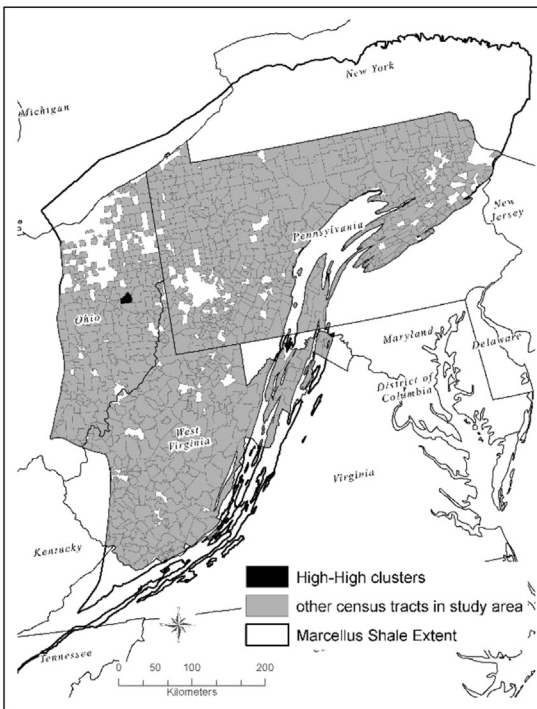 New York
Michigan
New
Jersey
Pennsylvania
Ohio
Maryland
Delaware
District of
Columbia
West
Virginia
Virginia
Kentucky
High-High clusters
other census tracts in study area
Marcellus Shale Extent
Tennessee
0 50 100 200
Kilometers